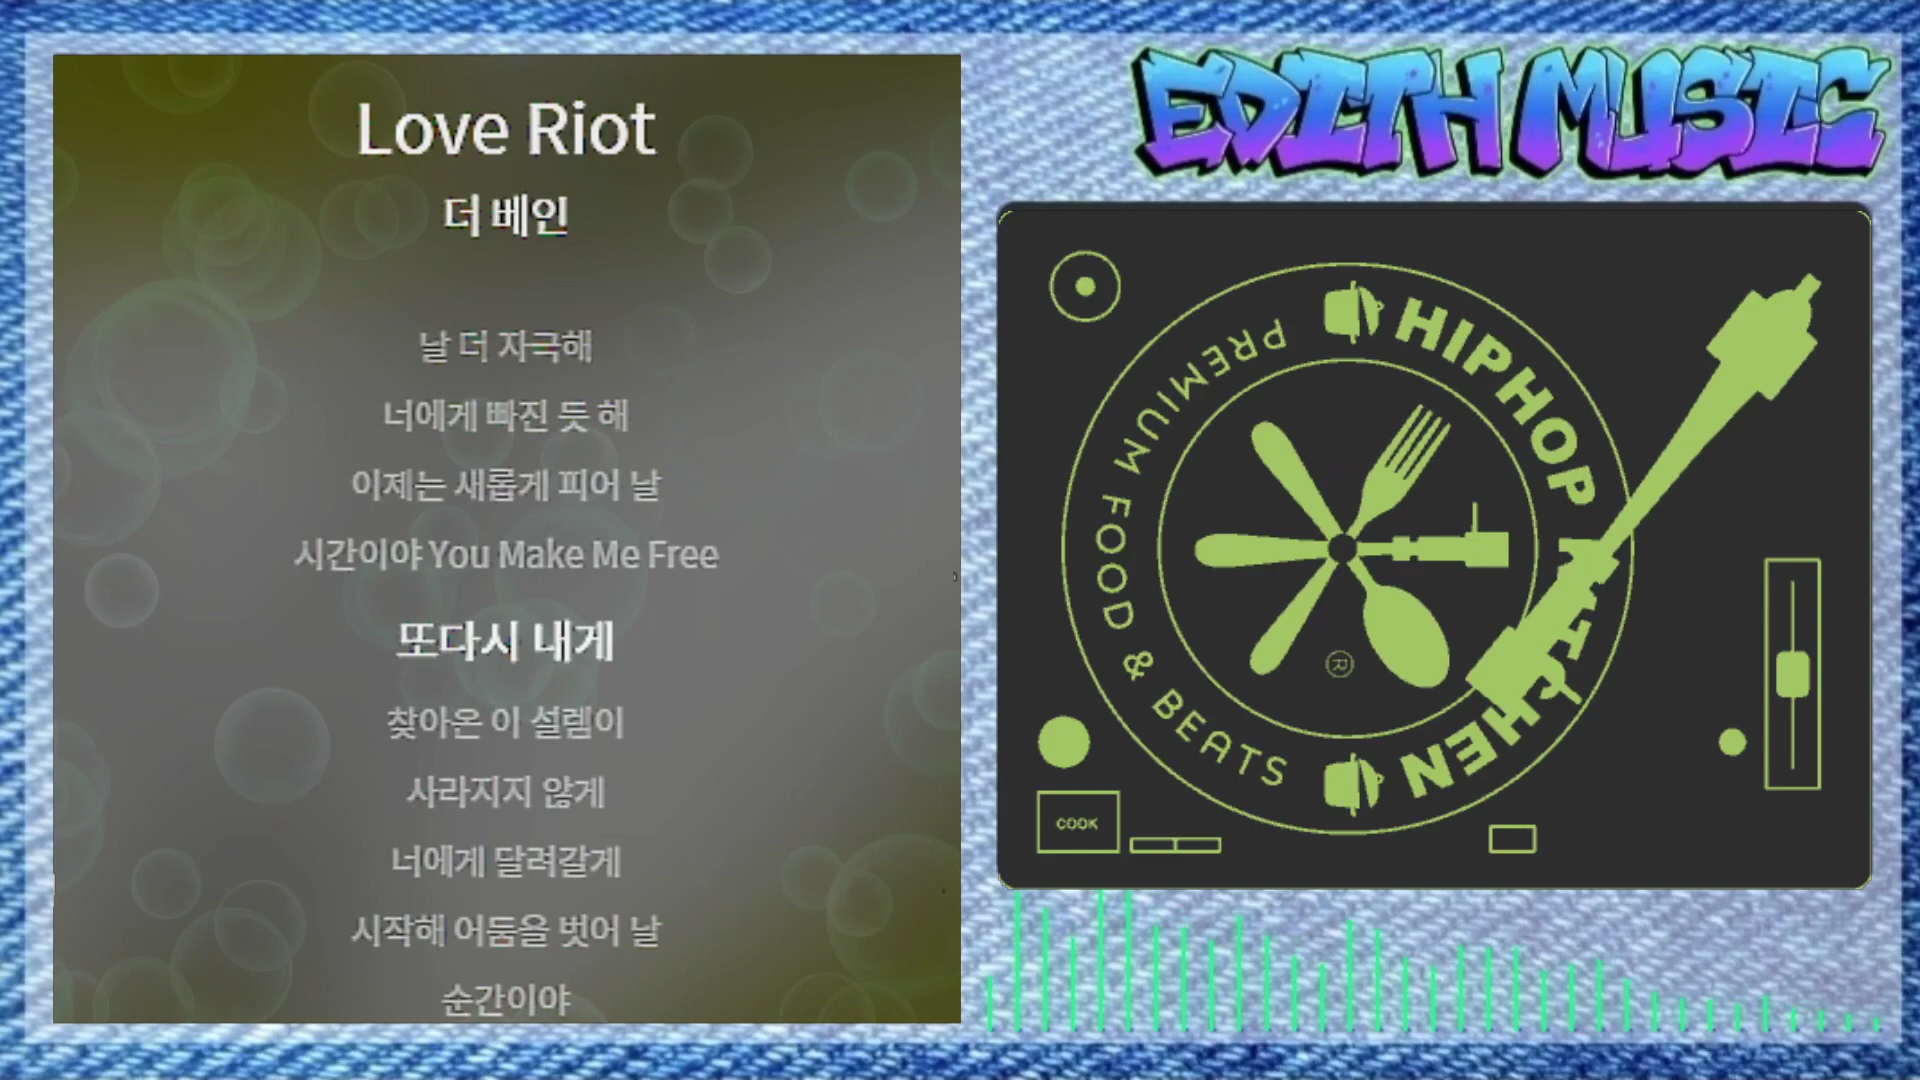 Love Riot
더 베인
날 더 자극해
너에게 빠진 듯 해
이제는 새롭게 피어 날
시간이야 You Make Me Free
또다시 내게
찾아온 이 설렘이
사라지지 않게
너에게 달려갈게
시작해 어둠을 벗어 날
순간이야
EDITH MUSIC
HIPHOP KITCHEN
PREMIUM FOOD & BEATS
®
COOK